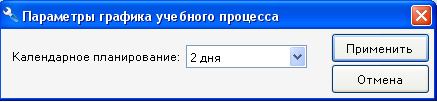 Параметры графика учебного процесса
Календарное планирование: 2 дня
Применить
Отмена